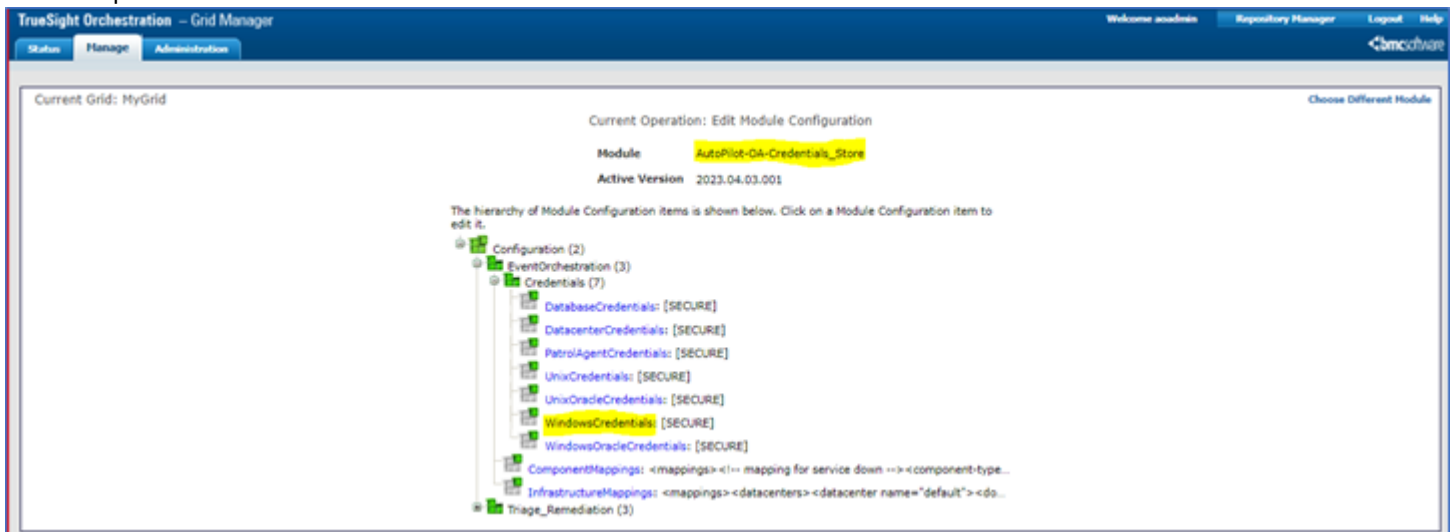 TrueSight Orchestration – Grid Manager
Welcome aoadmin Repository Manager Logout Help
Status Manage Administration
bmcsoftware
Current Grid: MyGrid
Choose Different Module
Current Operation: Edit Module Configuration
Module AutoPilot-OA-Credentials_Store
Active Version 2023.04.03.001
The hierarchy of Module Configuration items is shown below. Click on a Module Configuration item to
edit it.
Configuration (2)
EventOrchestration (3)
Credentials (7)
DatabaseCredentials: [SECURE]
DatacenterCredentials: [SECURE]
PatrolAgentCredentials: [SECURE]
UnixCredentials: [SECURE]
UnixOracleCredentials: [SECURE]
WindowsCredentials: [SECURE]
WindowsOracleCredentials: [SECURE]
ComponentMappings: <mappings><!-- mapping for service down --><component-type...
InfrastructureMappings: <mappings><datacenters><datacenter name="default"><do...
Triage_Remediation (3)